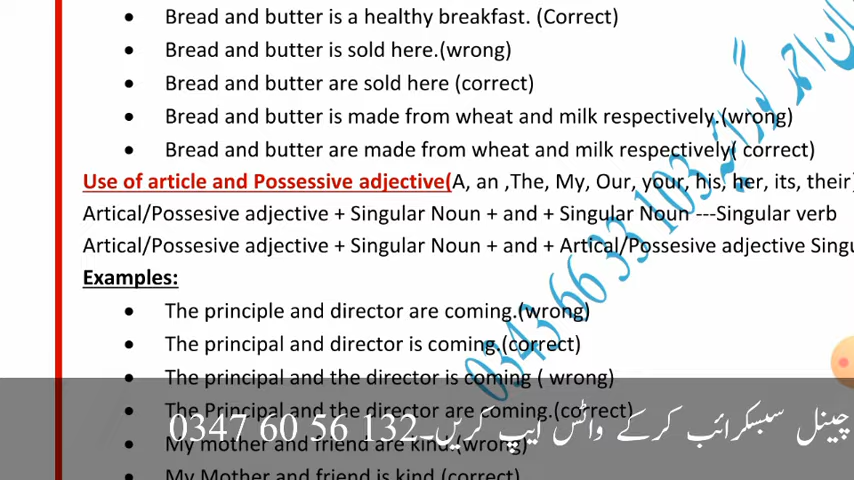 Bread and butter is a healthy breakfast. (Correct)
Bread and butter is sold here.(wrong)
Bread and butter are sold here (correct)
Bread and butter is made from wheat and milk respectively.(wrong)
Bread and butter are made from wheat and milk respectively( correct)
Use of article and Possessive adjective(A, an ,The, My, Our, your, his, her, its, their)
Artical/Possesive adjective + Singular Noun + and + Singular Noun ---Singular verb
Artical/Possesive adjective + Singular Noun + and + Artical/Possesive adjective Singu
Examples:
The principle and director are coming.(wrong)
The principal and director is coming.(correct)
The principal and the director is coming ( wrong)
The Principal and the director are coming.(correct)
My mother and friend are kind.(wrong)
My Mother and friend is kind.(correct)
0343 66 33 103
چینل سبسکرائب کرکے واٹس ایپ کریں۔132 56 60 0347